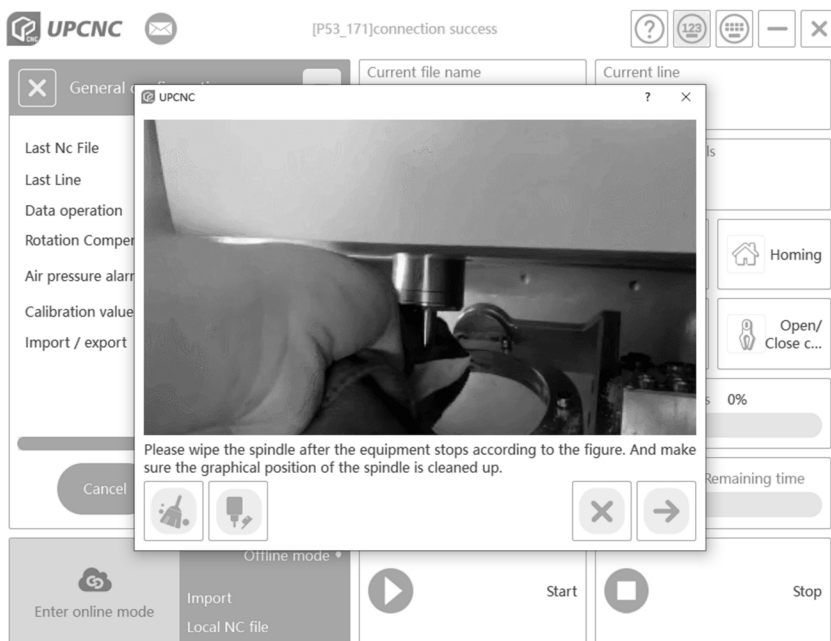 UPCNC
[P53_171]connection success
123
General
Current file name
Current line
UPCNC
Last Nc File
Last Line
Data operation
Rotation Comper
Air pressure alarr
Calibration value
Import / export
Homing
Open/
Close c...
0%
Please wipe the spindle after the equipment stops according to the figure. And make
sure the graphical position of the spindle is cleaned up.
Cancel
Remaining time
Offline mode
Enter online mode
Import
Local NC file
Start
Stop